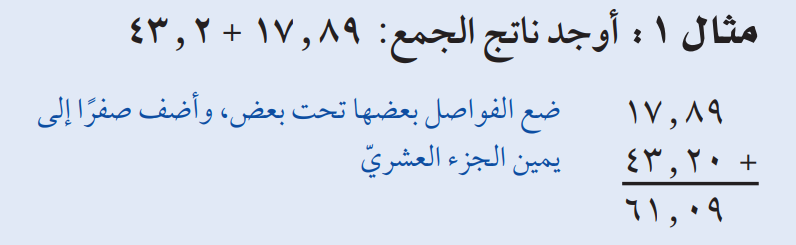 مثال ١ : أوجد ناتج الجمع: ١٧,٨٩ + ٤٣,٢
ضع الفواصل بعضها تحت بعض، وأضف صفرًا إلى
يمين الجزء العشريّ
١٧,٨٩
٤٣,٢٠ +
٦١,٠٩